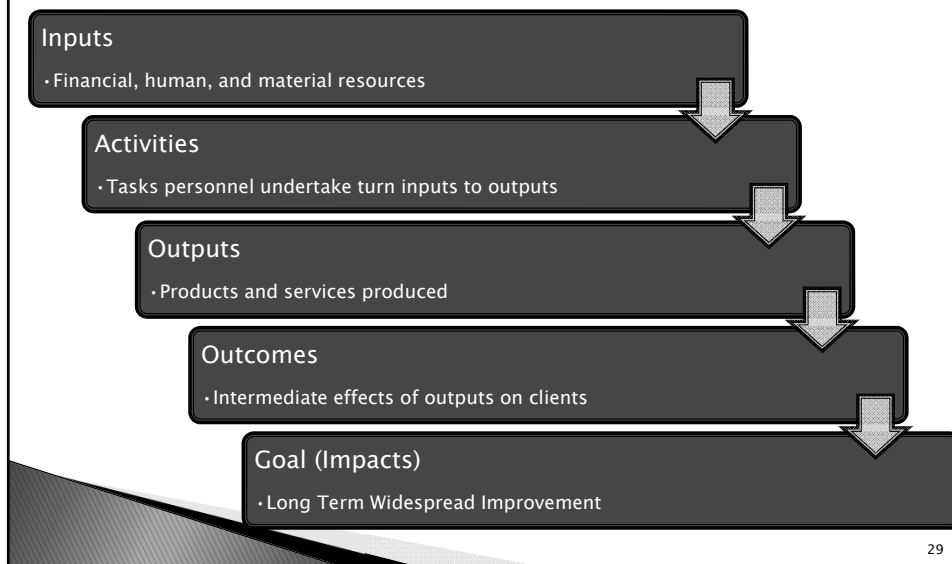 Inputs
•Financial, human, and material resources
Activities
•Tasks personnel undertake turn inputs to outputs
Outputs
•Products and services produced
Outcomes
•Intermediate effects of outputs on clients
Goal (Impacts)
•Long Term Widespread Improvement
29